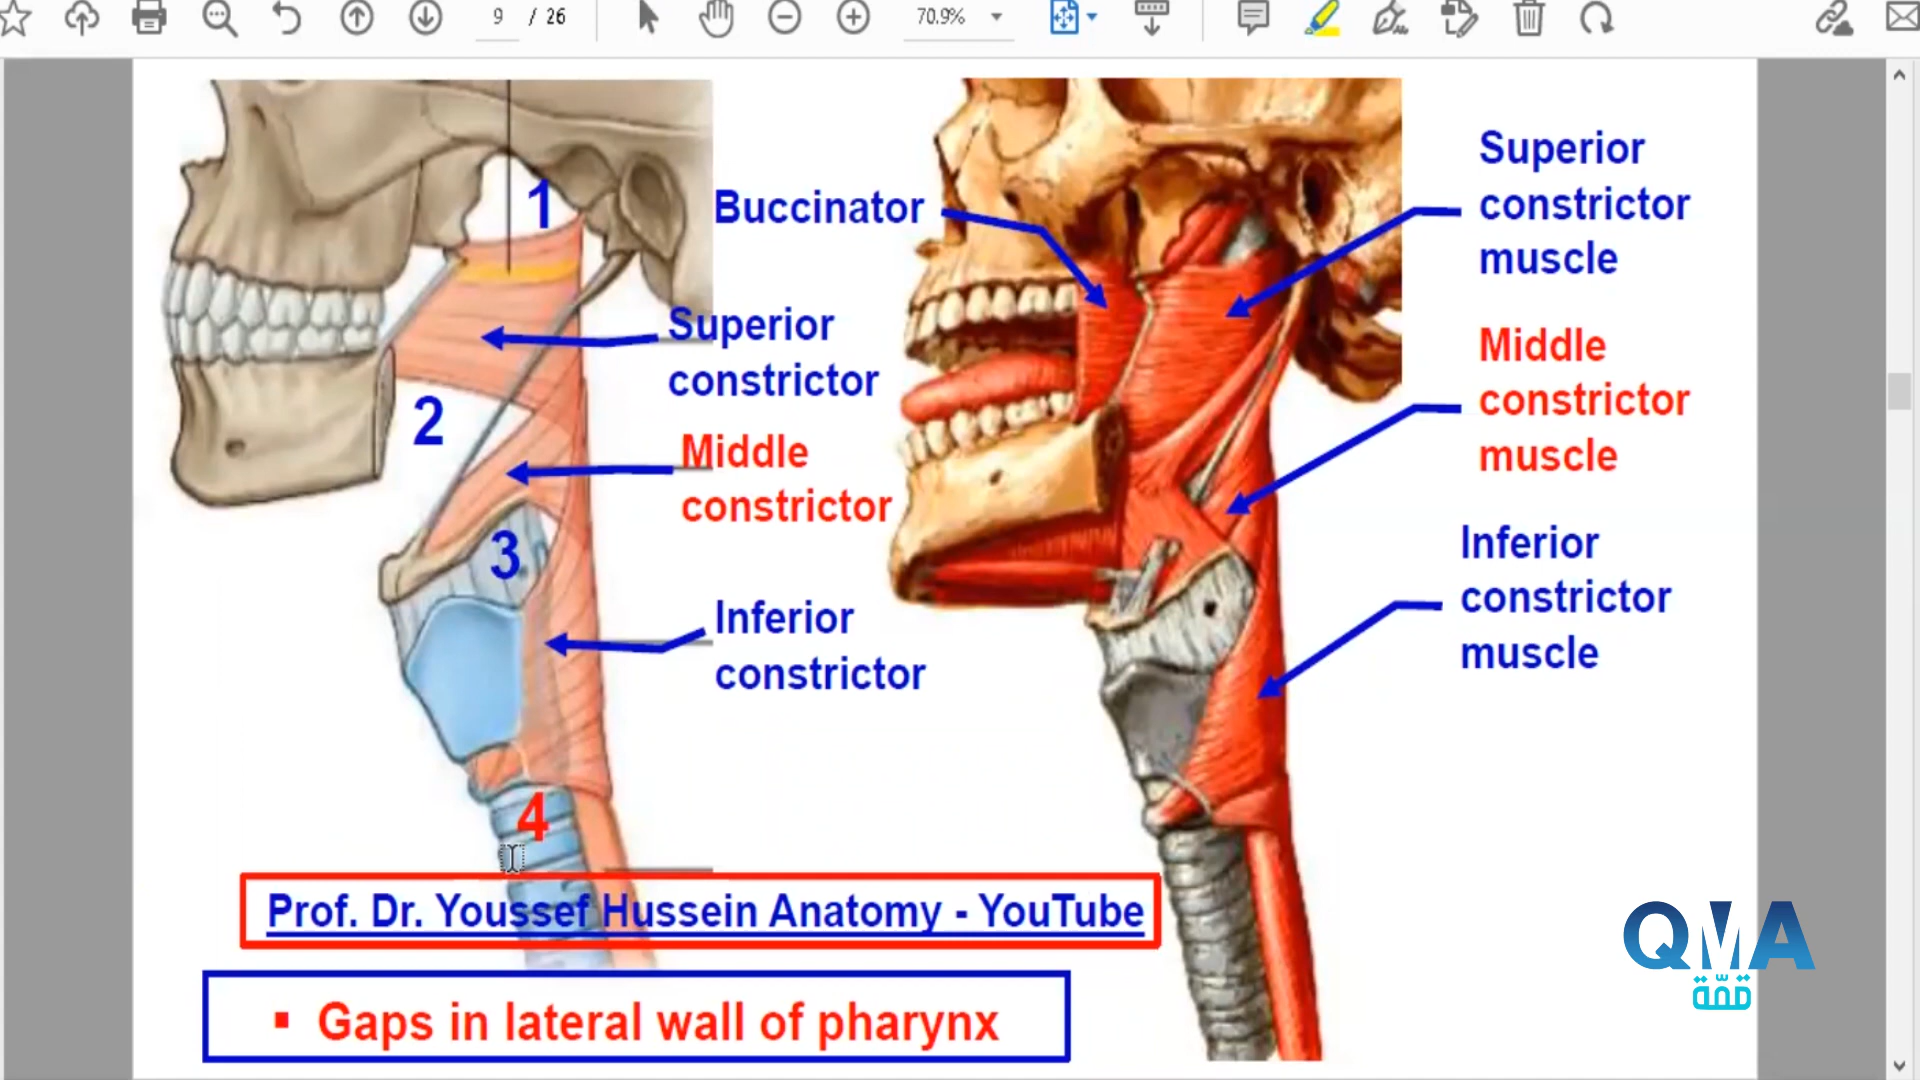 9 / 26
70.9%
1
Buccinator
Superior
constrictor
muscle
Superior
constrictor
2
Middle
constrictor
Middle
constrictor
muscle
3
Inferior
constrictor
Inferior
constrictor
muscle
4
Prof. Dr. Youssef Hussein Anatomy - YouTube
QMA
قمّة
▪ Gaps in lateral wall of pharynx